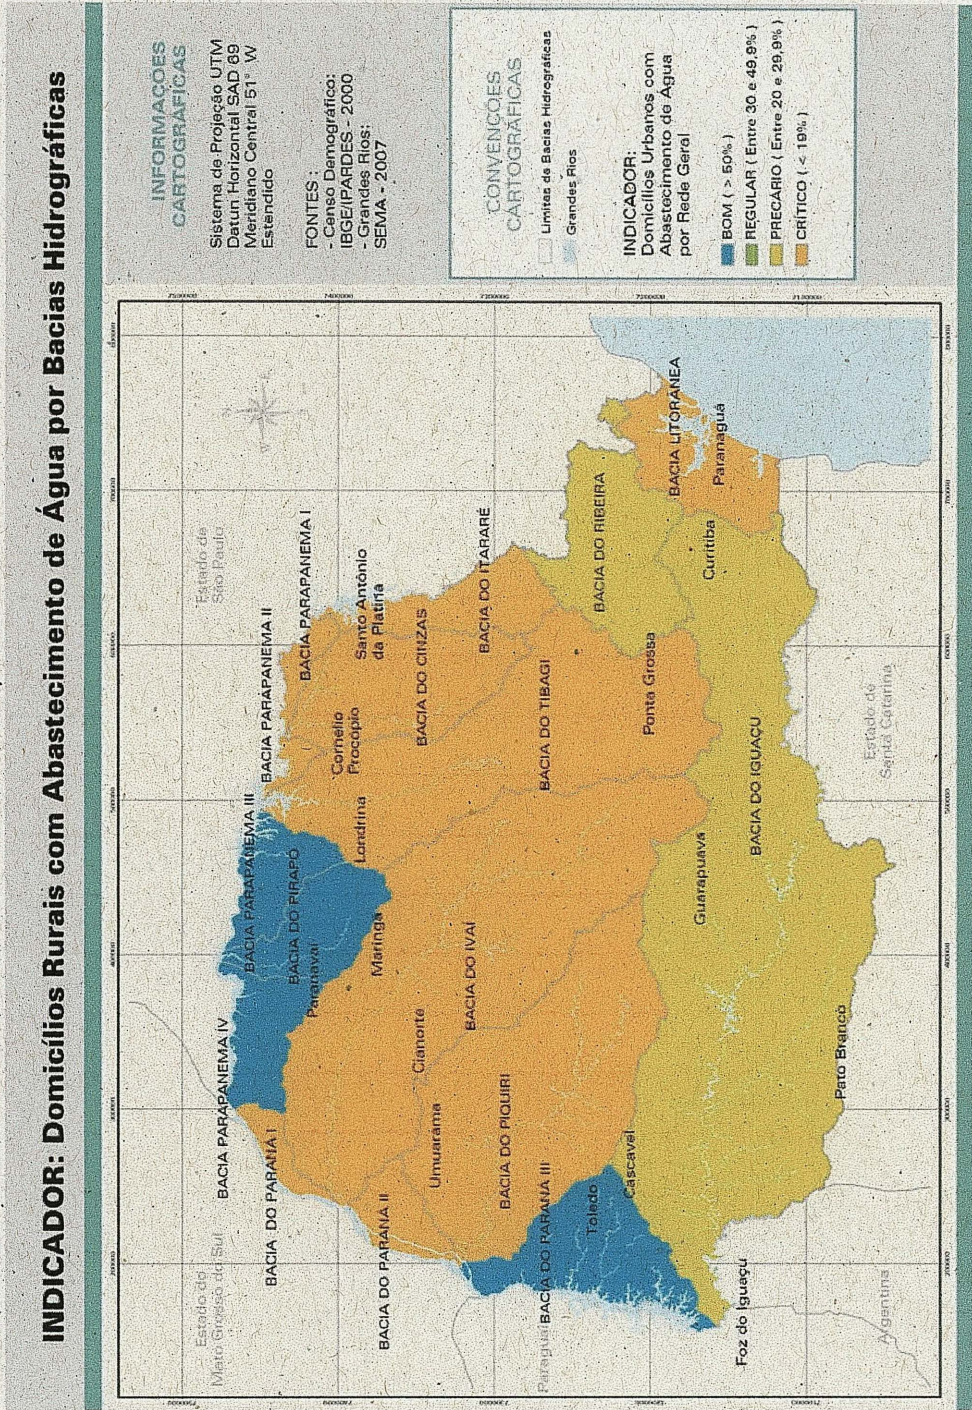 INDICADOR: Domicílios Rurais com Abastecimento de Água por Bacias Hidrográficas
INFORMAÇÕES
CARTOGRÁFICAS
Sistema de Projeção UTM
Datun Horizontal SAD 69
Meridiano Central 51° W
Estendido
FONTES :
- Censo Demográfico:
IBGE/IPARDES - 2000
- Grandes Rios:
SEMA - 2007
CONVENÇÕES
CARTOGRÁFICAS
Limites de Bacias Hidrográficas
Grandes Rios
INDICADOR:
Domicílios Urbanos com
Abastecimento de Água
por Rede Geral
BOM ( > 50% )
REGULAR ( Entre 30 e 49,9% )
PRECÁRIO ( Entre 20 e 29,9% )
CRÍTICO ( < 19% )
Estado do
Mato Grosso do Sul
Estado de
São Paulo
BACIA PARAPANEMA IV
BACIA PARAPANEMA III
BACIA PARAPANEMA II
BACIA PARAPANEMA I
BACIA DO PARANÁ I
BACIA DO PIRAPÓ
Paranavaí
Cornélio
Procópio
Santo Antônio
da Platina
Londrina
Maringá
BACIA DO PARANÁ II
Cianorte
BACIA DO CINZAS
Umuarama
BACIA DO IVAÍ
BACIA DO ITARARÉ
BACIA DO PIQUIRI
BACIA DO PARANÁ III
BACIA DO TIBAGI
Paraguai
Toledo
BACIA DO RIBEIRA
Cascavel
Ponta Grossa
BACIA LITORÂNEA
Guarapuava
Curitiba
Paranaguá
Foz do Iguaçu
BACIA DO IGUAÇU
Pato Branco
Argentina
Estado de
Santa Catarina